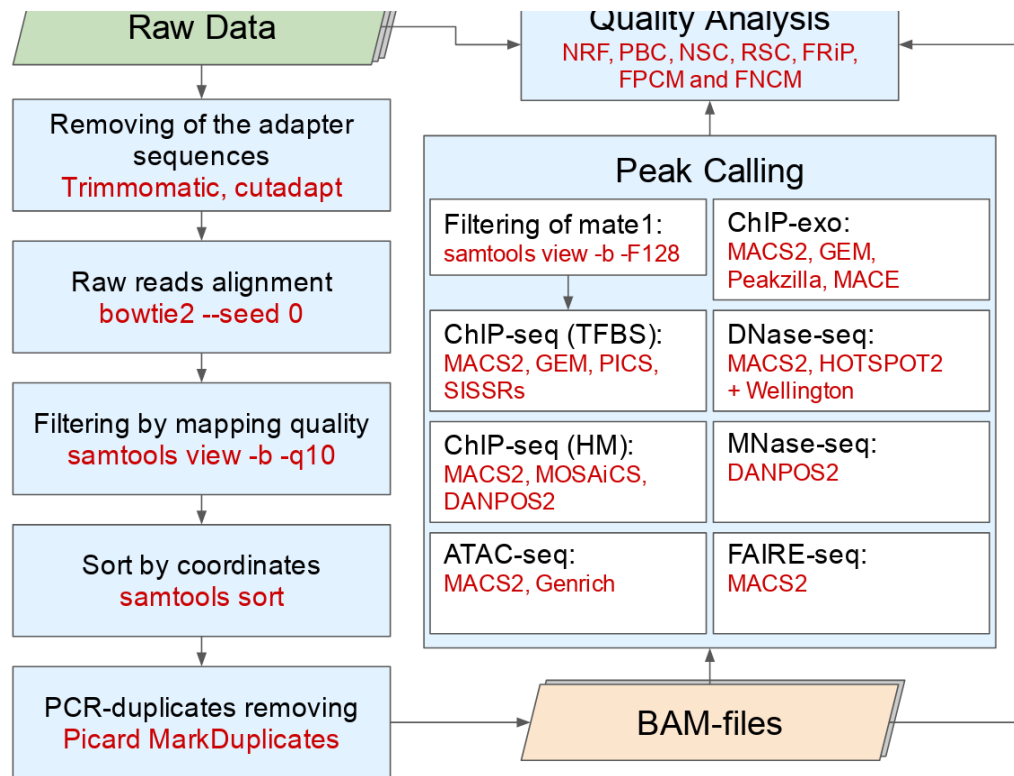 Raw Data
Removing of the adapter
sequences
Trimmomatic, cutadapt
Raw reads alignment
bowtie2 --seed 0
Filtering by mapping quality
samtools view -b -q10
Sort by coordinates
samtools sort
PCR-duplicates removing
Picard MarkDuplicates
Quality Analysis
NRF, PBC, NSC, RSC, FRiP,
FPCM and FNCM
Peak Calling
Filtering of mate1:
samtools view -b -F128
ChIP-seq (TFBS):
MACS2, GEM, PICS,
SISSRs
ChIP-seq (HM):
MACS2, MOSAiCS,
DANPOS2
ATAC-seq:
MACS2, Genrich
ChIP-exo:
MACS2, GEM,
Peakzilla, MACE
DNase-seq:
MACS2, HOTSPOT2
+ Wellington
MNase-seq:
DANPOS2
FAIRE-seq:
MACS2
BAM-files